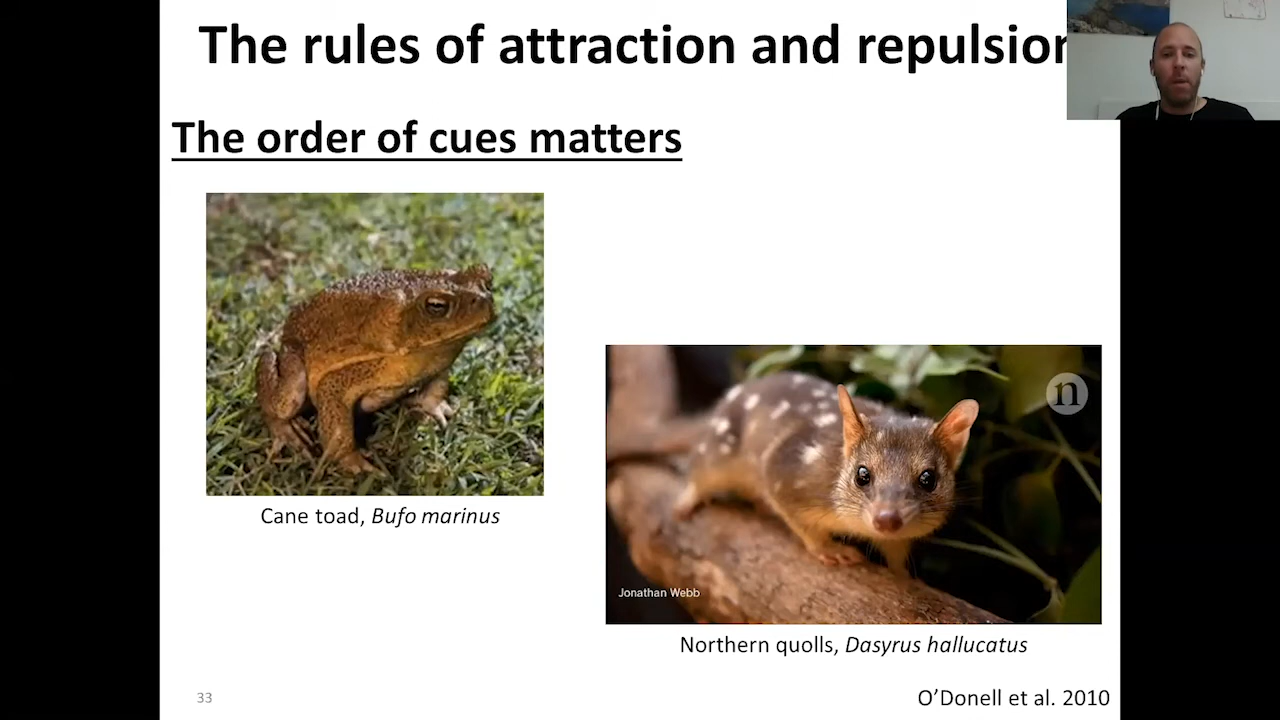 The rules of attraction and repulsion
The order of cues matters
Cane toad, Bufo marinus
n
Jonathan Webb
Northern quolls, Dasyrus hallucatus
33
O'Donell et al. 2010